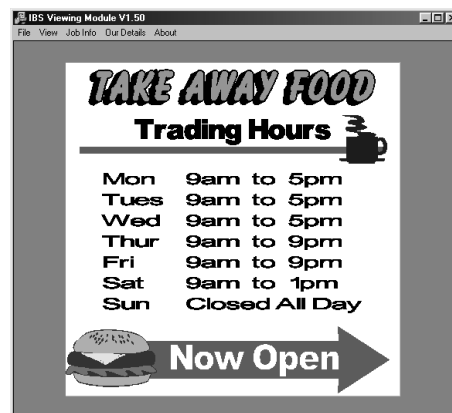 IBS Viewing Module V1.50
File View Job Info Our Details About
TAKE AWAY FOOD
Trading Hours
Mon 9am to 5pm
Tues 9am to 5pm
Wed 9am to 5pm
Thur 9am to 9pm
Fri 9am to 9pm
Sat 9am to 1pm
Sun Closed All Day
Now Open